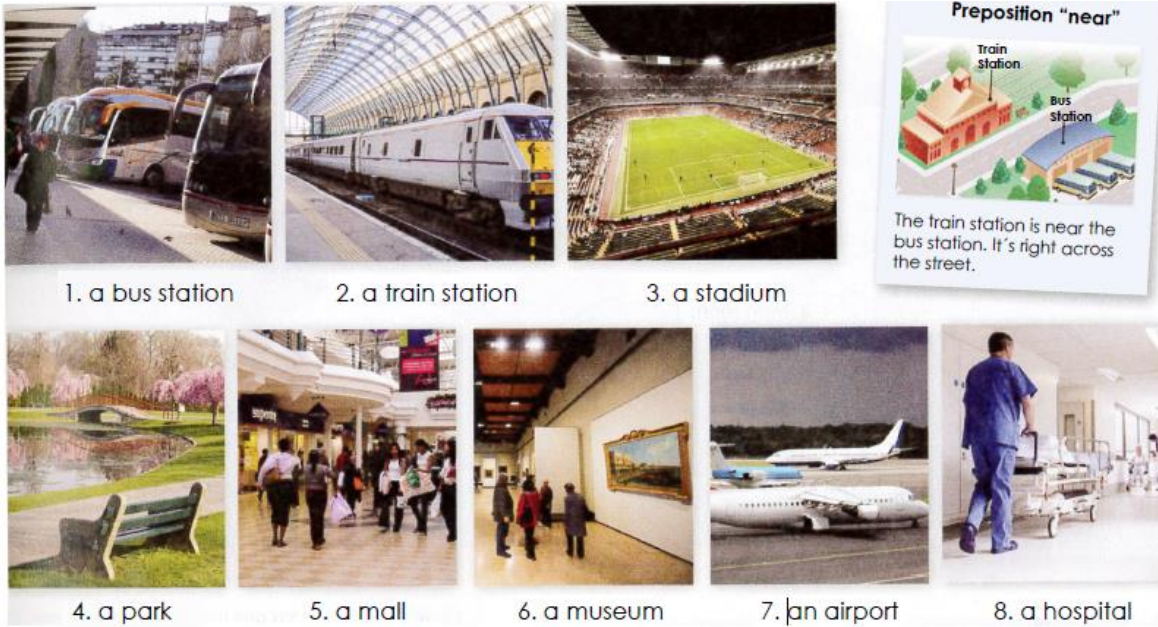 Preposition “near”
Train
Station
Bus
Station
The train station is near the
bus station. It´s right across
the street.
1. a bus station
2. a train station
3. a stadium
4. a park
5. a mall
6. a museum
7. an airport
8. a hospital